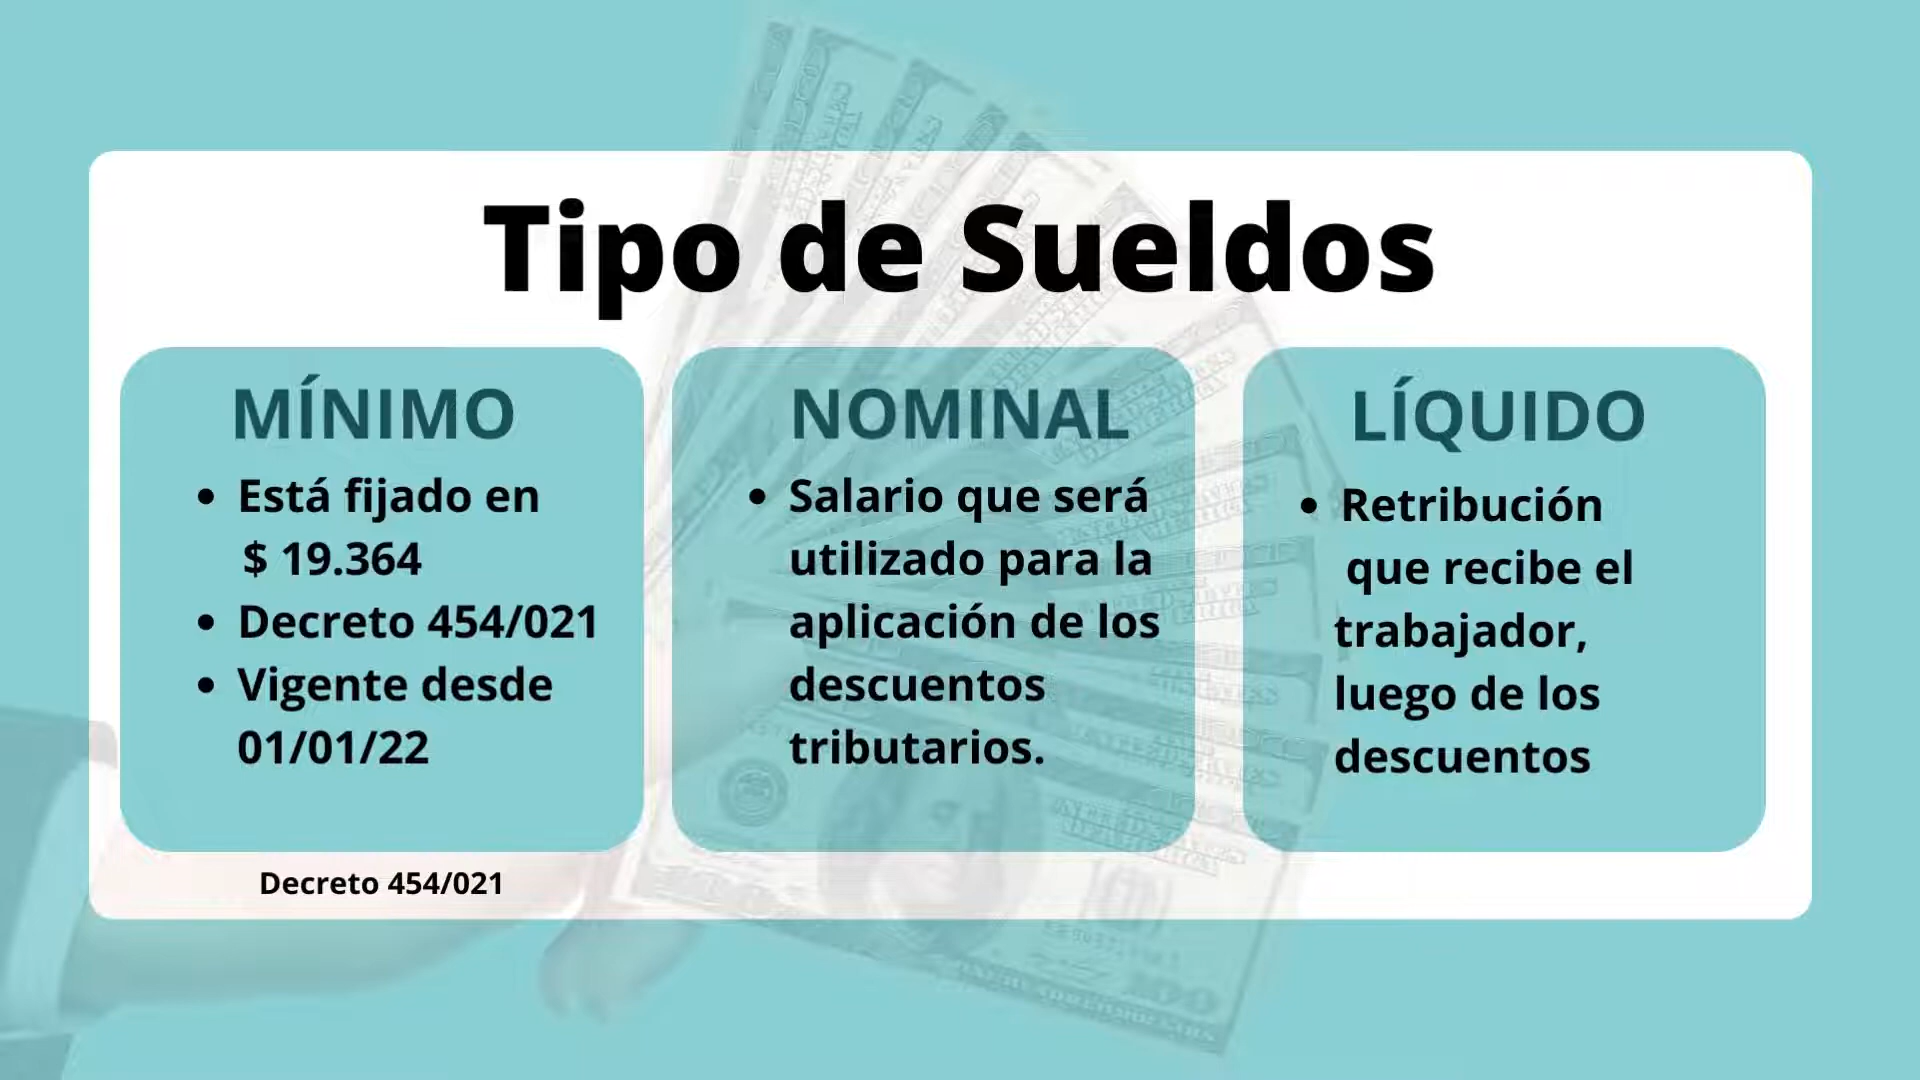 Tipo de Sueldos
MÍNIMO
• Está fijado en
$ 19.364
• Decreto 454/021
• Vigente desde
01/01/22
NOMINAL
• Salario que será
utilizado para la
aplicación de los
descuentos
tributarios.
LÍQUIDO
• Retribución
que recibe el
trabajador,
luego de los
descuentos
Decreto 454/021